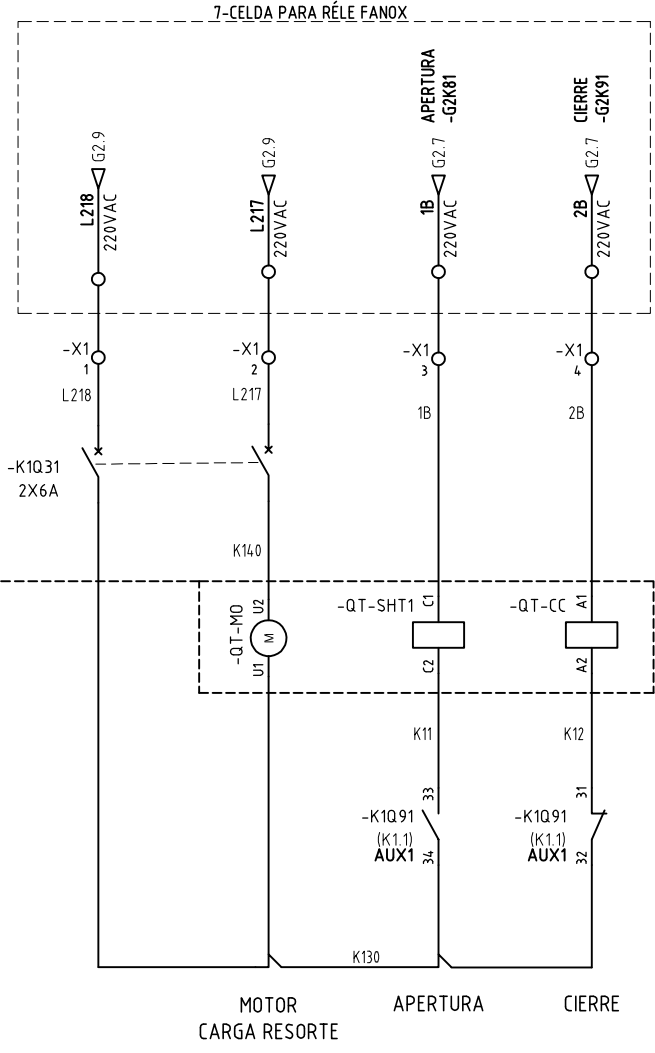 7-CELDA PARA RÉLE FANOX
APERTURA
-G2K81
CIERRE
-G2K91
G2.9
G2.9
G2.7
G2.7
L218
220VAC
L217
220VAC
1B
220VAC
2B
220VAC
-X1
1
-X1
2
-X1
3
-X1
4
L218
L217
1B
2B
-K1Q31
2X6A
K140
-QT-MO
U2
M
U1
-QT-SHT1
C1
C2
-QT-CC
A1
A2
K11
K12
33
-K1Q91
(K1.1)
AUX1
34
31
-K1Q91
(K1.1)
AUX1
32
K130
MOTOR
CARGA RESORTE
APERTURA
CIERRE